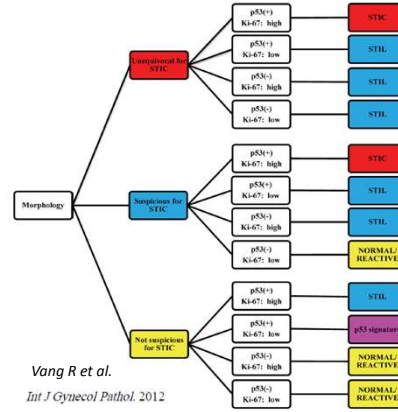 p53(+)
Ki-67: high
STIC
p53(+)
Ki-67: low
STIL
Unequivocal for
STIC
p53(-)
Ki-67: high
STIL
p53(-)
Ki-67: low
STIL
p53(+)
Ki-67: high
STIC
p53(+)
Ki-67: low
STIL
Morphology
Suspicious for
STIC
p53(-)
Ki-67: high
STIL
p53(-)
Ki-67: low
NORMAL/
REACTIVE
p53(+)
Ki-67: high
STIL
p53(+)
Ki-67: low
p53 signature
Not suspicious
for STIC
p53(-)
Ki-67: high
NORMAL/
REACTIVE
p53(-)
Ki-67: low
NORMAL/
REACTIVE
Vang R et al.
Int J Gynecol Pathol. 2012